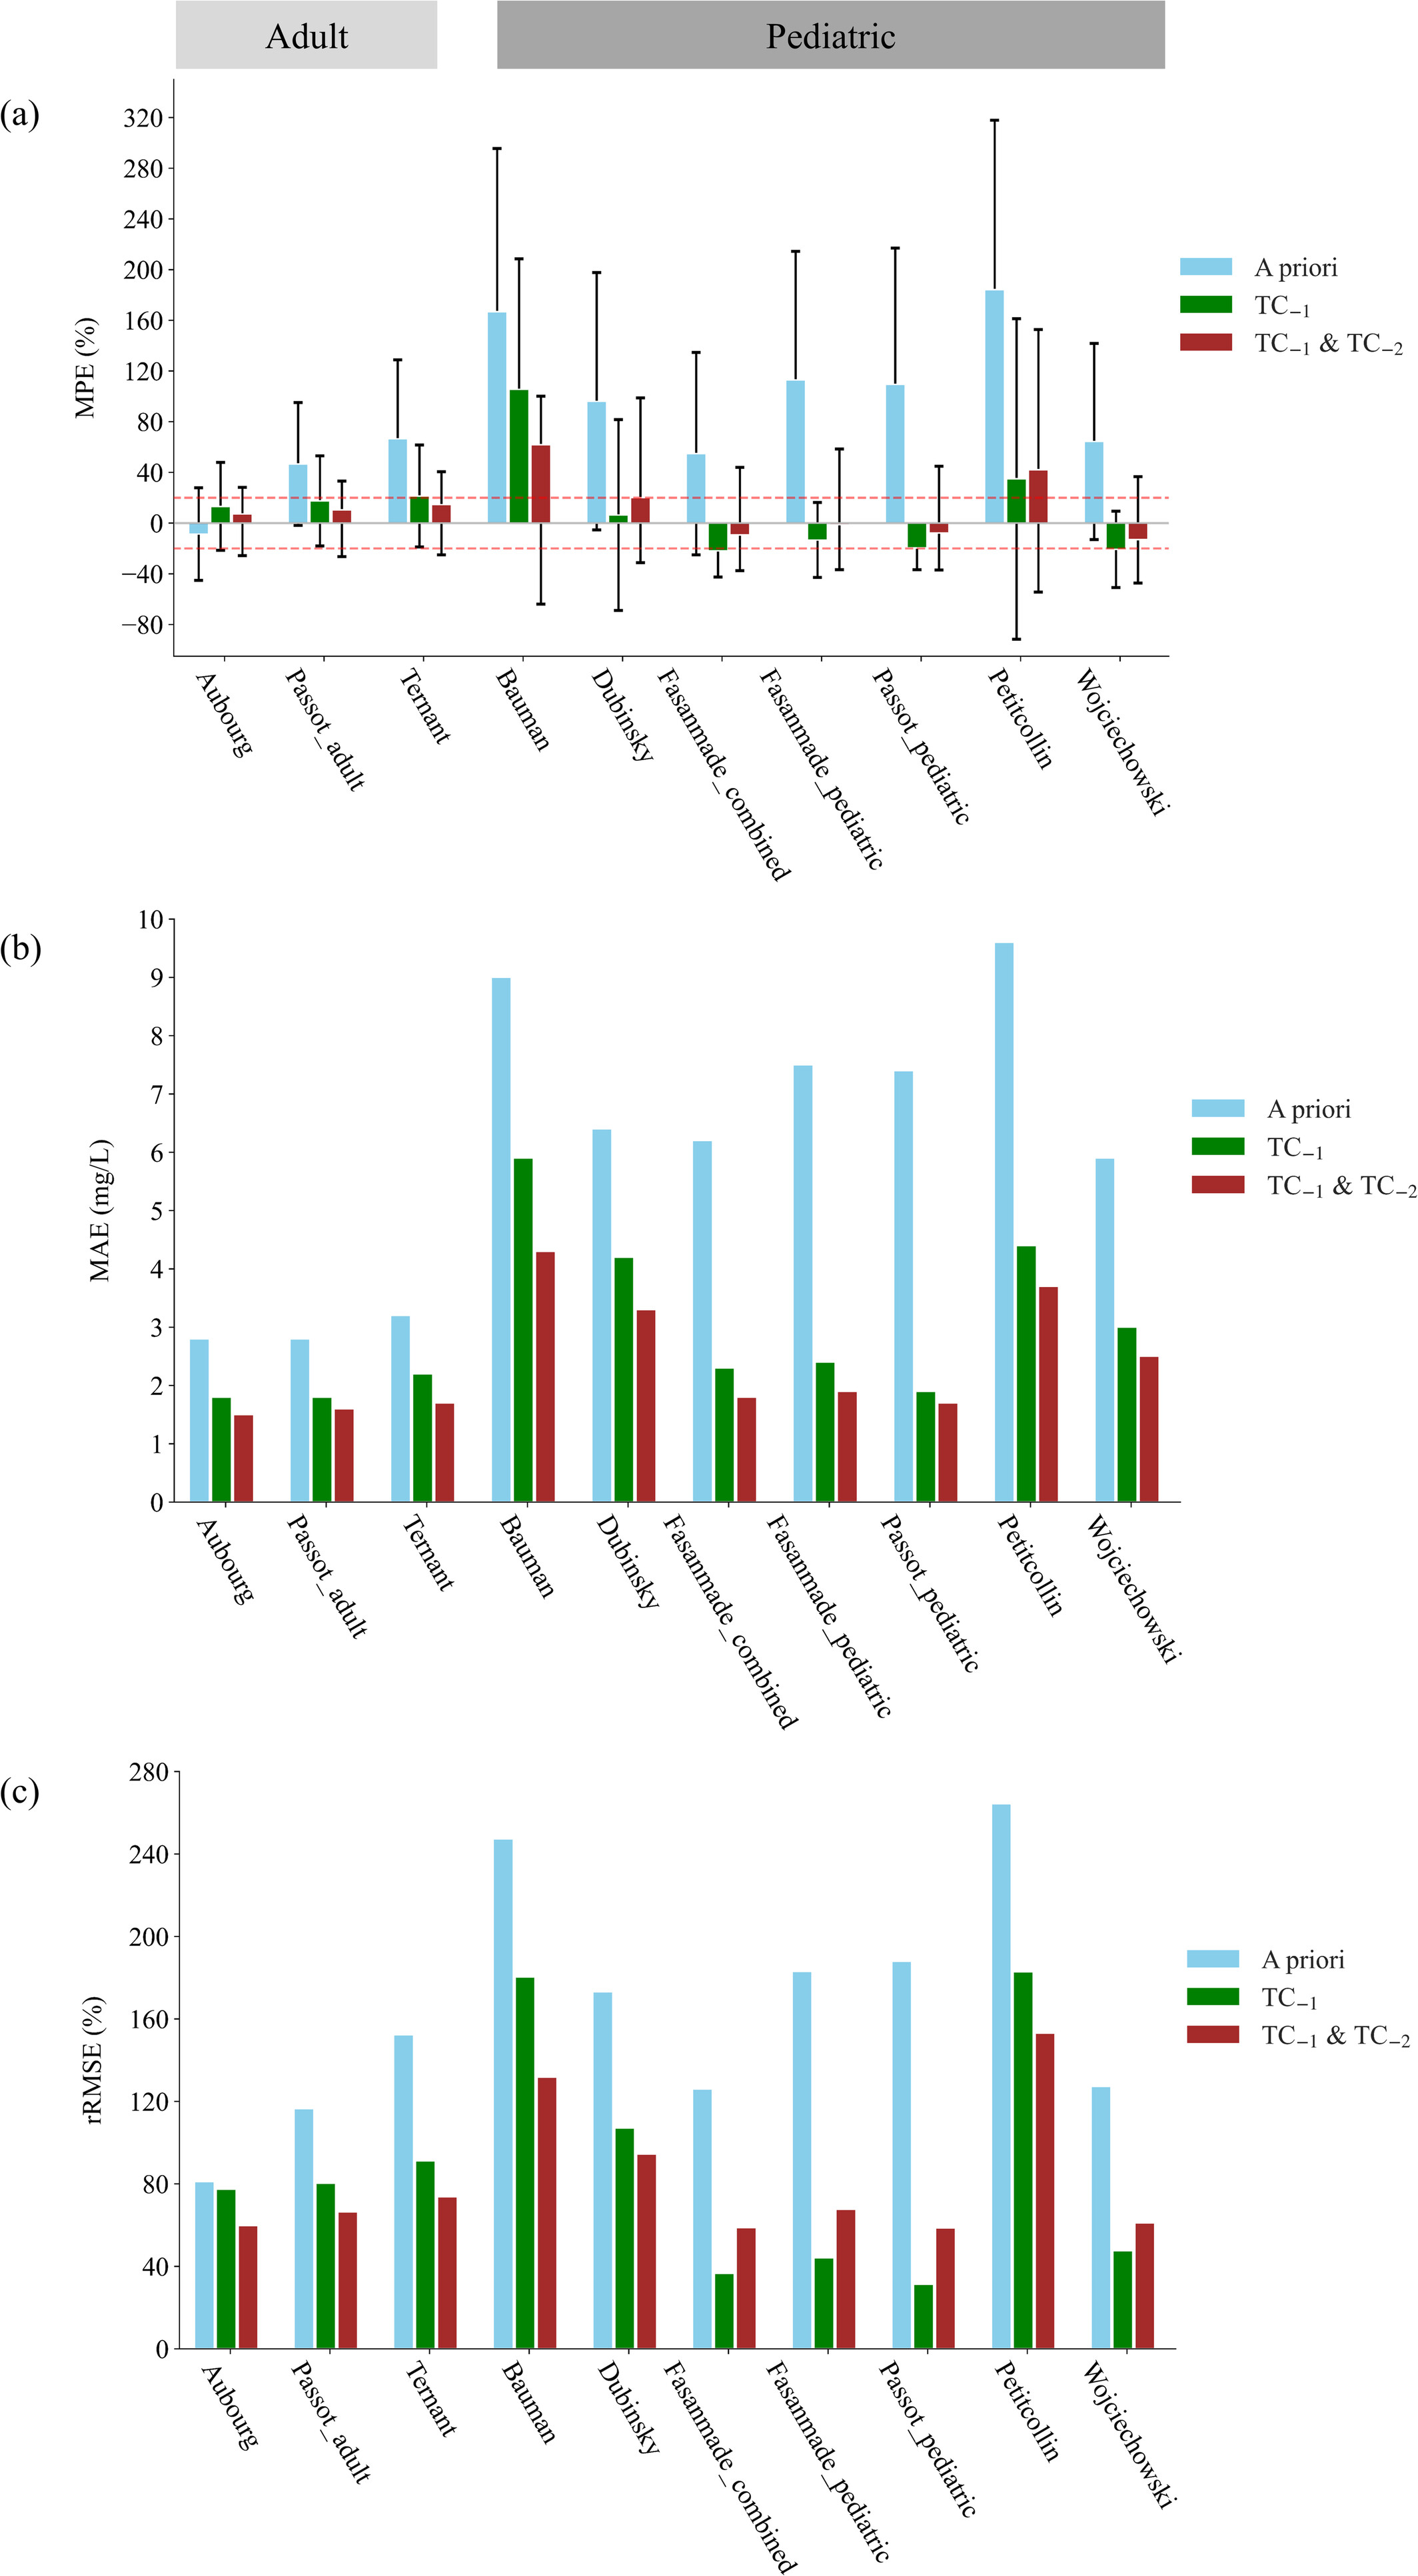 Adult
Pediatric
(a)
MPE (%)
320
280
240
200
160
120
80
40
0
−40
−80
A priori
TC₋₁
TC₋₁ & TC₋₂
Aubourg
Passot_adult
Ternant
Bauman
Dubinsky
Fasanmade_combined
Fasanmade_pediatric
Passot_pediatric
Petitcollin
Wojciechowski
(b)
MAE (mg/L)
10
9
8
7
6
5
4
3
2
1
0
A priori
TC₋₁
TC₋₁ & TC₋₂
Aubourg
Passot_adult
Ternant
Bauman
Dubinsky
Fasanmade_combined
Fasanmade_pediatric
Passot_pediatric
Petitcollin
Wojciechowski
(c)
rRMSE (%)
280
240
200
160
120
80
40
0
A priori
TC₋₁
TC₋₁ & TC₋₂
Aubourg
Passot_adult
Ternant
Bauman
Dubinsky
Fasanmade_combined
Fasanmade_pediatric
Passot_pediatric
Petitcollin
Wojciechowski